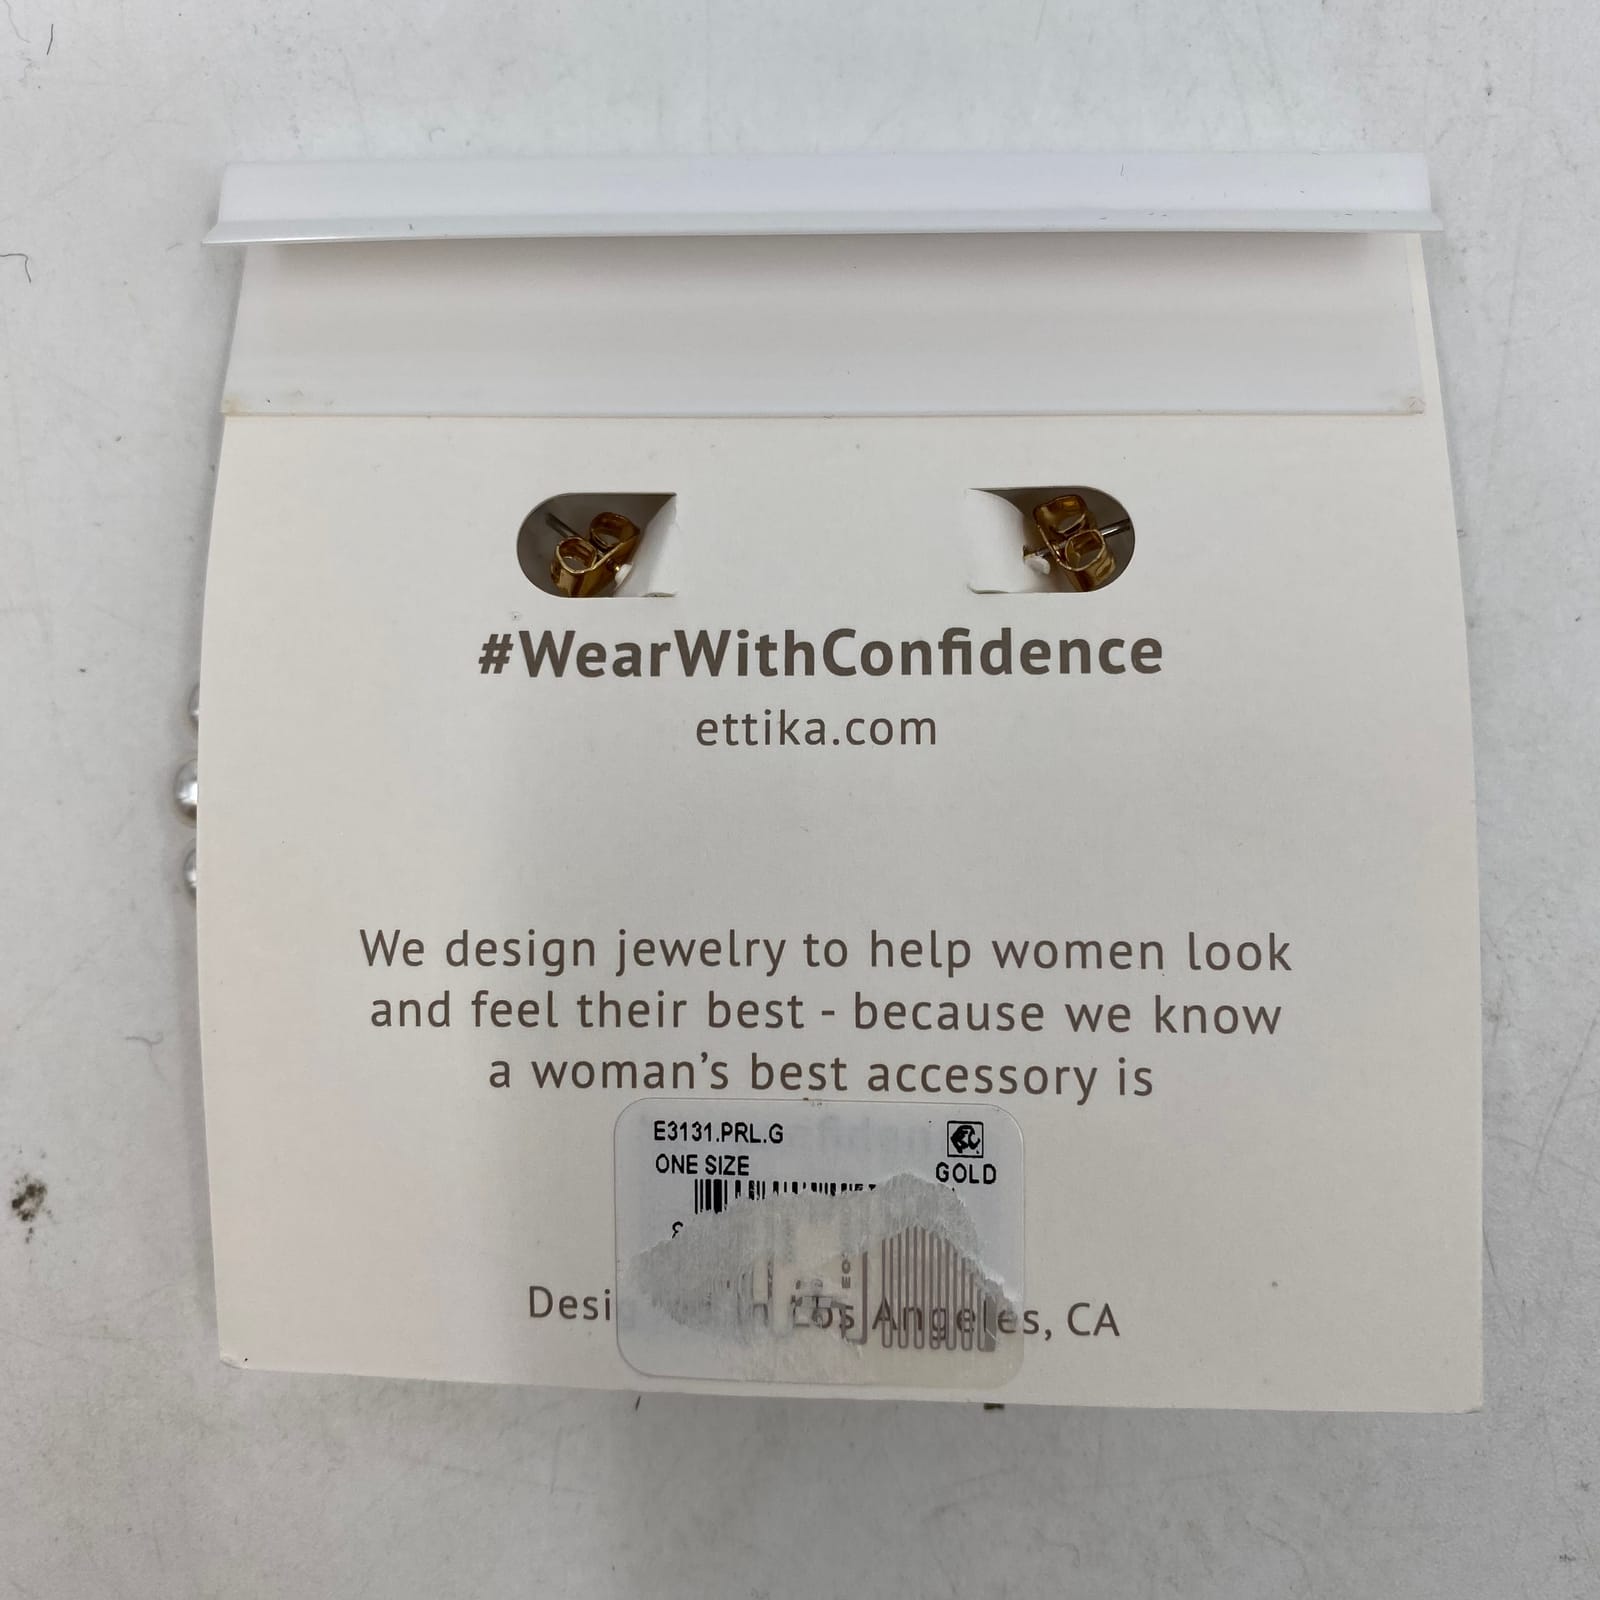 #WearWithConfidence
ettika.com
We design jewelry to help women look
and feel their best - because we know
a woman's best accessory is
E3131.PRL.G
ONE SIZE
GOLD
Los Angeles, CA